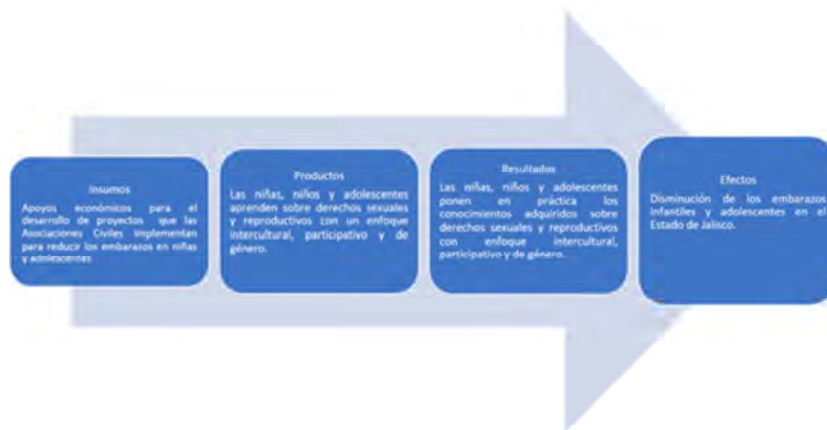 Insumos
Apoyos económicos para el
desarrollo de proyectos que las
Asociaciones Civiles implementan
para reducir los embarazos en niñas
y adolescentes
Productos
Las niñas, niños y adolescentes
aprenden sobre derechos sexuales
y reproductivos con un enfoque
intercultural, participativo y de
género.
Resultados
Las niñas, niños y adolescentes
ponen en práctica los
conocimientos adquiridos sobre
derechos sexuales y reproductivos
con enfoque intercultural,
participativo y de género.
Efectos
Disminución de los embarazos
infantiles y adolescentes en el
Estado de Jalisco.